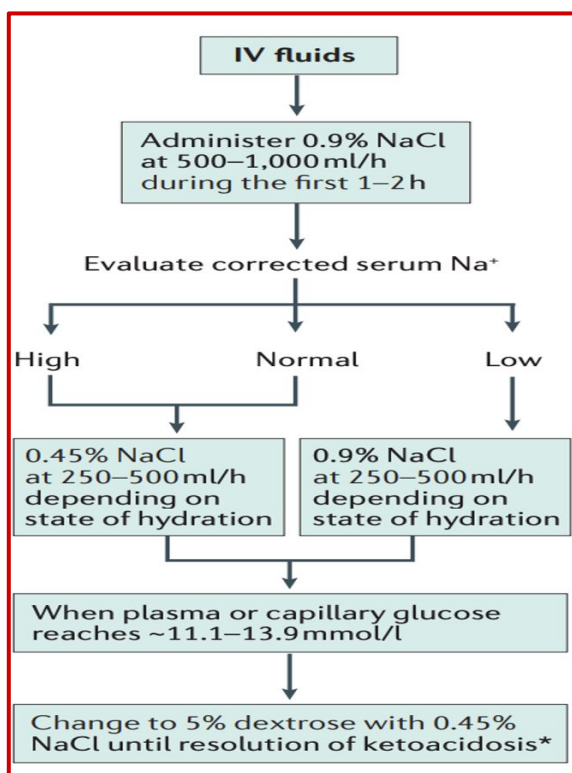 IV fluids
Administer 0.9% NaCl
at 500–1,000 ml/h
during the first 1–2 h
Evaluate corrected serum Na⁺
High
Normal
Low
0.45% NaCl
at 250–500 ml/h
depending on
state of hydration
0.9% NaCl
at 250–500 ml/h
depending on
state of hydration
When plasma or capillary glucose
reaches ~11.1–13.9 mmol/l
Change to 5% dextrose with 0.45%
NaCl until resolution of ketoacidosis*